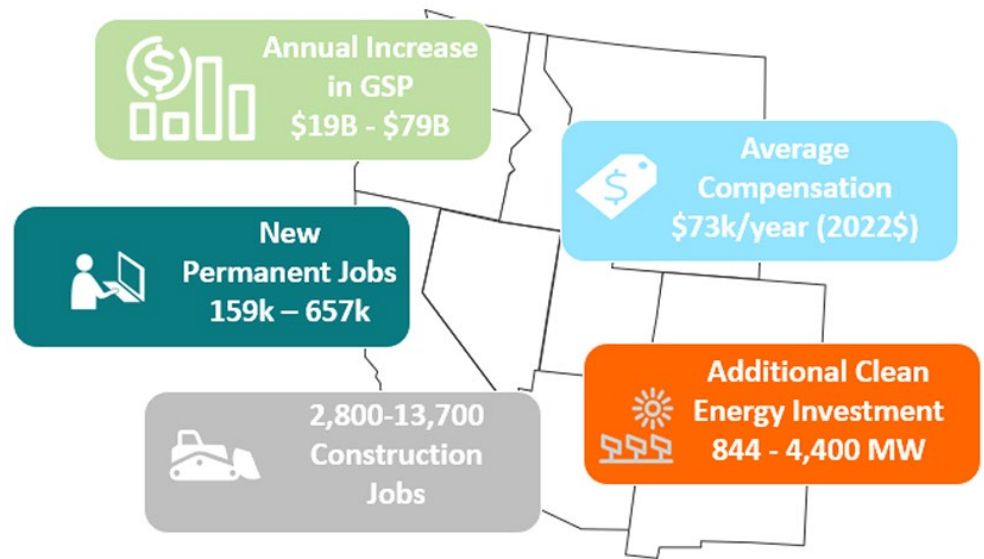 Annual Increase
in GSP
$19B - $79B
Average
Compensation
$73k/year (2022$)
New
Permanent Jobs
159k – 657k
Additional Clean
Energy Investment
844 - 4,400 MW
2,800-13,700
Construction
Jobs